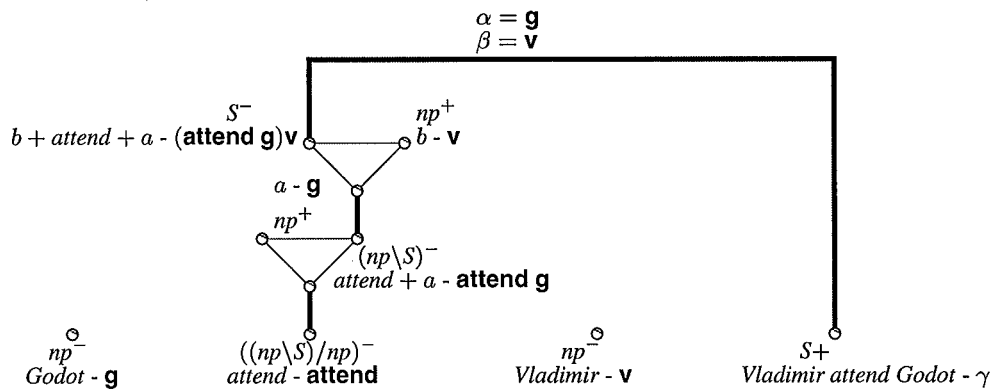 α = g
β = v
S⁻
np⁺
b + attend + a - (attend g)v
b - v
a - g
np⁺
(np\S)⁻
attend + a - attend g
np⁻
((np\S)/np)⁻
np⁻
S+
Godot - g
attend - attend
Vladimir - v
Vladimir attend Godot - γ